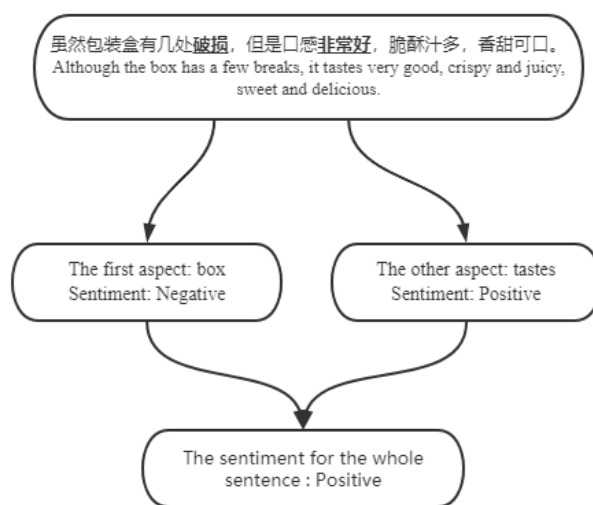 虽然包装盒有几处破损，但是口感非常好，脆酥汁多，香甜可口。
Although the box has a few breaks, it tastes very good, crispy and juicy,
sweet and delicious.
The first aspect: box
Sentiment: Negative
The other aspect: tastes
Sentiment: Positive
The sentiment for the whole
sentence : Positive